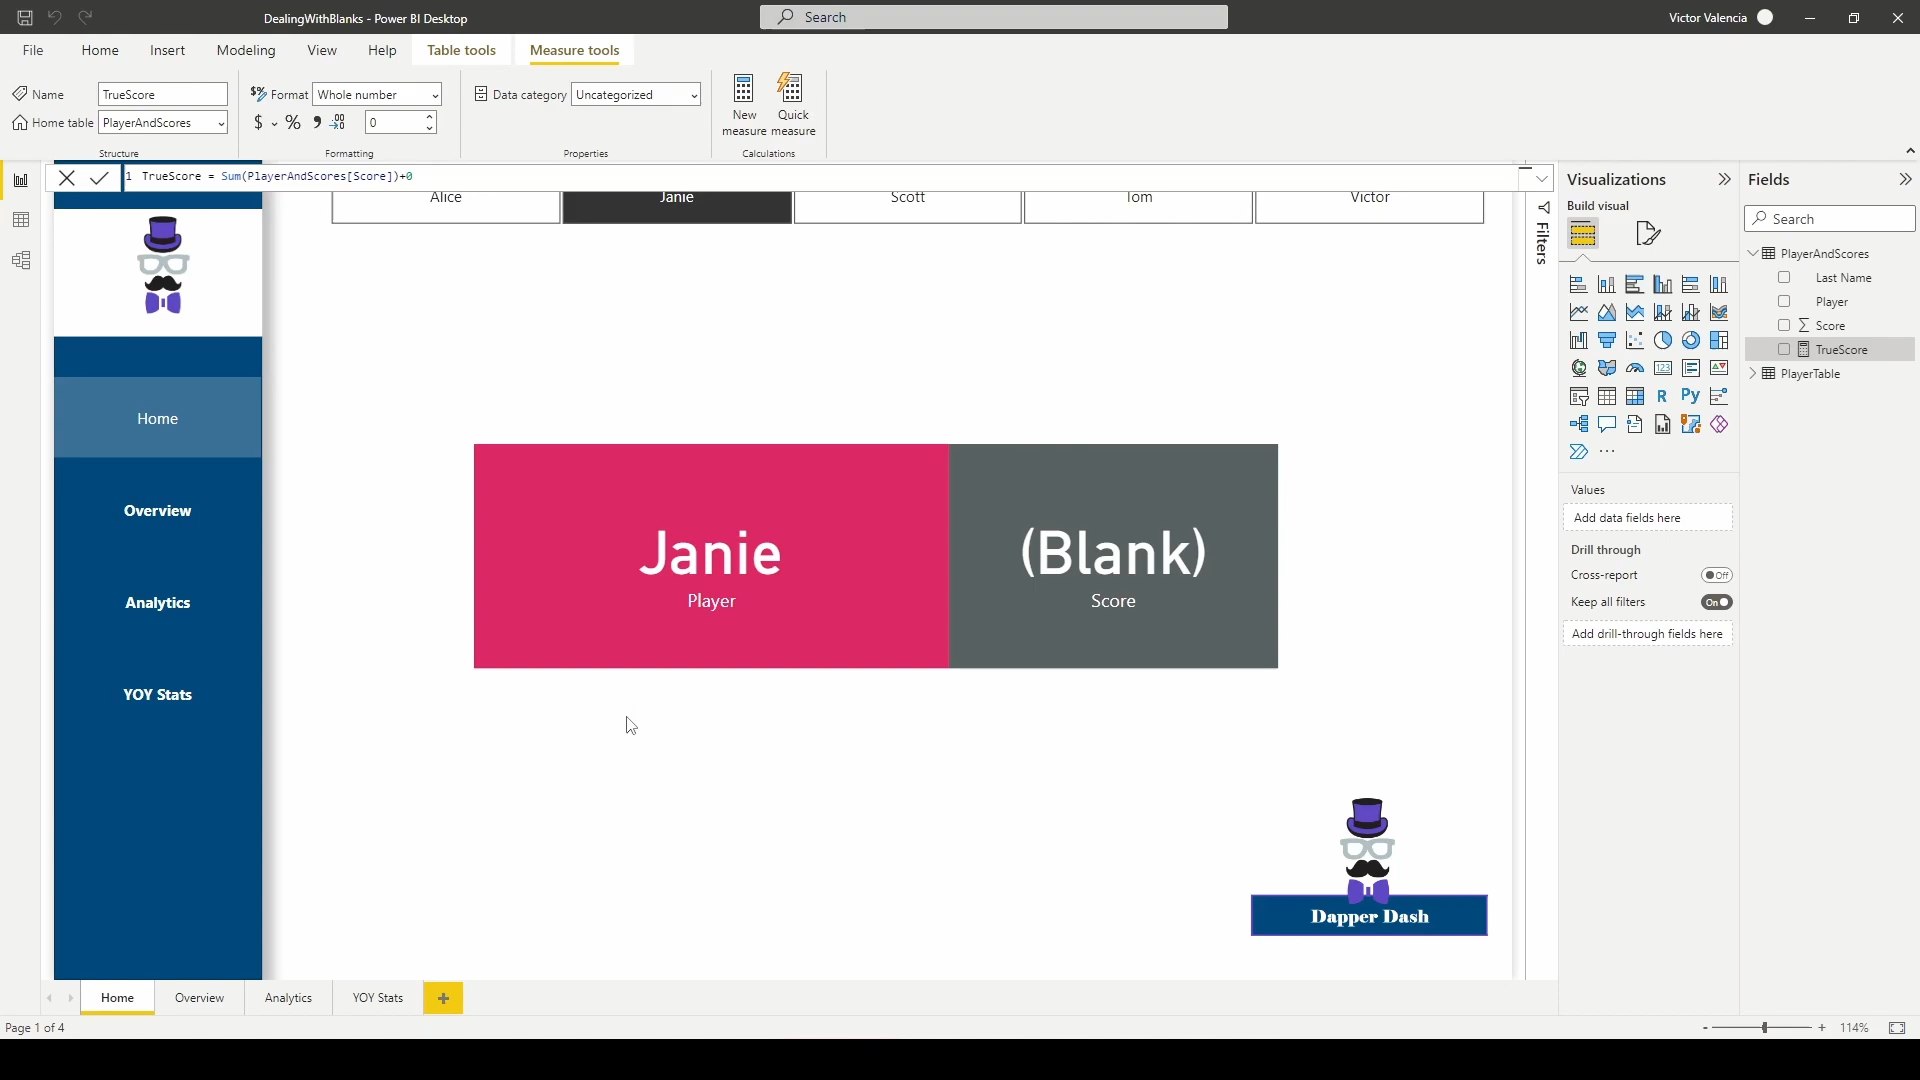 DealingWithBlanks - Power BI Desktop
Search
Victor Valencia
File
Home
Insert
Modeling
View
Help
Table tools
Measure tools
Name
TrueScore
Home table
PlayerAndScores
Structure
Format
Whole number
$
%
0
Formatting
Data category
Uncategorized
Properties
New
measure
Quick
measure
Calculations
1 TrueScore = Sum(PlayerAndScores[Score])+0
Alice
Janie
Scott
Tom
Victor
Home
Overview
Analytics
YOY Stats
Janie
Player
(Blank)
Score
Dapper Dash
Filters
Visualizations
Build visual
123
R
Py
Values
Add data fields here
Drill through
Cross-report
Off
Keep all filters
On
Add drill-through fields here
Fields
Search
PlayerAndScores
Last Name
Player
Score
TrueScore
PlayerTable
Home
Overview
Analytics
YOY Stats
Page 1 of 4
114%